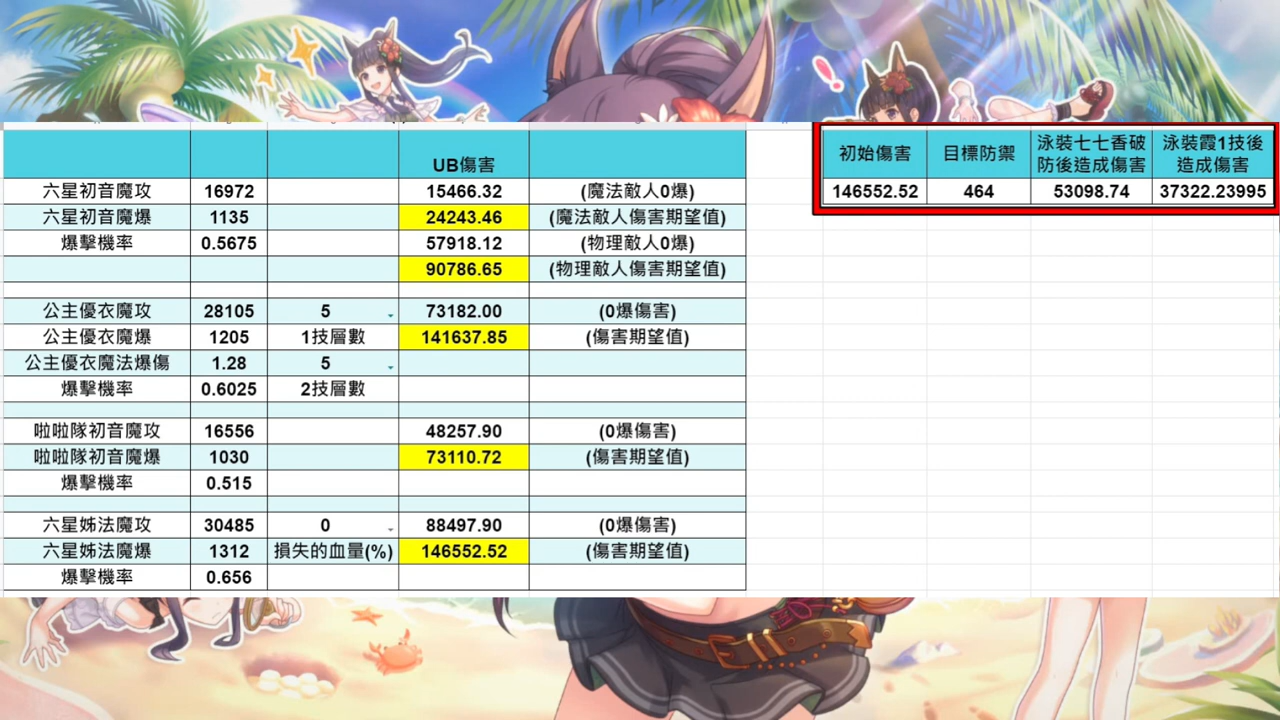 UB傷害
六星初音魔攻 16972 15466.32 (魔法敵人0爆)
六星初音魔爆 1135 24243.46 (魔法敵人傷害期望值)
爆擊機率 0.5675 57918.12 (物理敵人0爆)
90786.65 (物理敵人傷害期望值)
公主優衣魔攻 28105 5 73182.00 (0爆傷害)
公主優衣魔爆 1205 1技層數 141637.85 (傷害期望值)
公主優衣魔法爆傷 1.28 5
爆擊機率 0.6025 2技層數
啦啦隊初音魔攻 16556 48257.90 (0爆傷害)
啦啦隊初音魔爆 1030 73110.72 (傷害期望值)
爆擊機率 0.515
六星姊法魔攻 30485 0 88497.90 (0爆傷害)
六星姊法魔爆 1312 損失的血量(%) 146552.52 (傷害期望值)
爆擊機率 0.656
初始傷害 目標防禦 泳裝七七香破 泳裝霞1技後
防後造成傷害 造成傷害
146552.52 464 53098.74 37322.23995